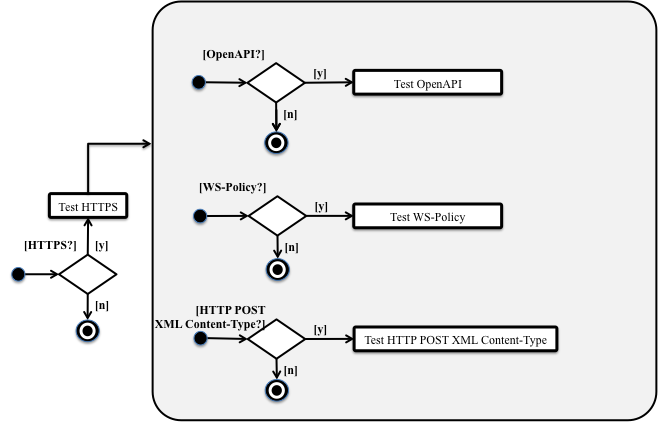 [OpenAPI?]
[y]
Test OpenAPI
[n]
[WS-Policy?]
[y]
Test WS-Policy
[n]
Test HTTPS
[HTTPS?]
[y]
[n]
[HTTP POST
XML Content-Type?]
[y]
Test HTTP POST XML Content-Type
[n]